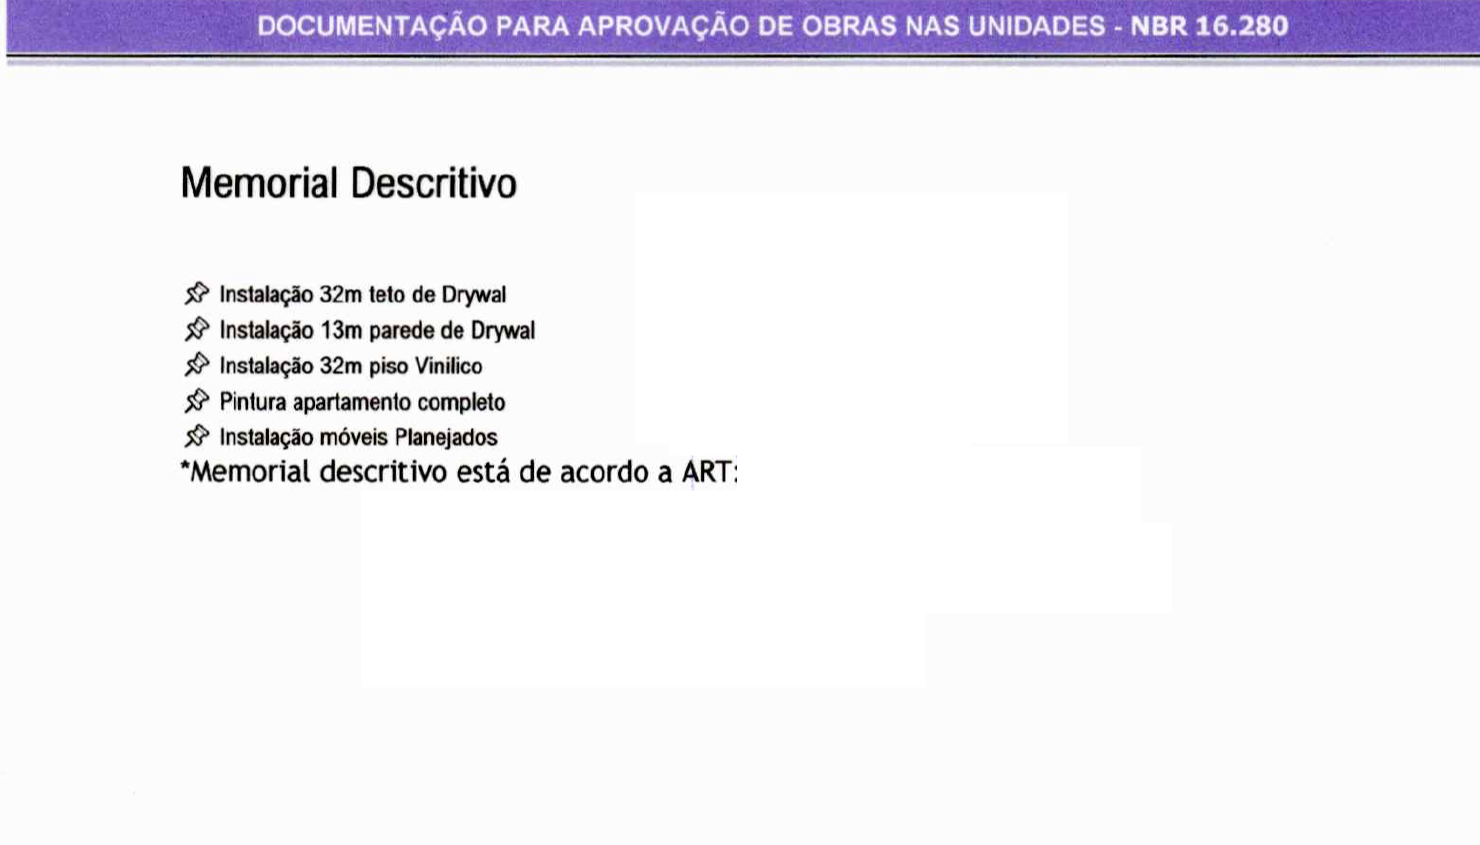 DOCUMENTAÇÃO PARA APROVAÇÃO DE OBRAS NAS UNIDADES - NBR 16.280
Memorial Descritivo
Instalação 32m teto de Drywal
Instalação 13m parede de Drywal
Instalação 32m piso Vinilico
Pintura apartamento completo
Instalação móveis Planejados
*Memorial descritivo está de acordo a ART: